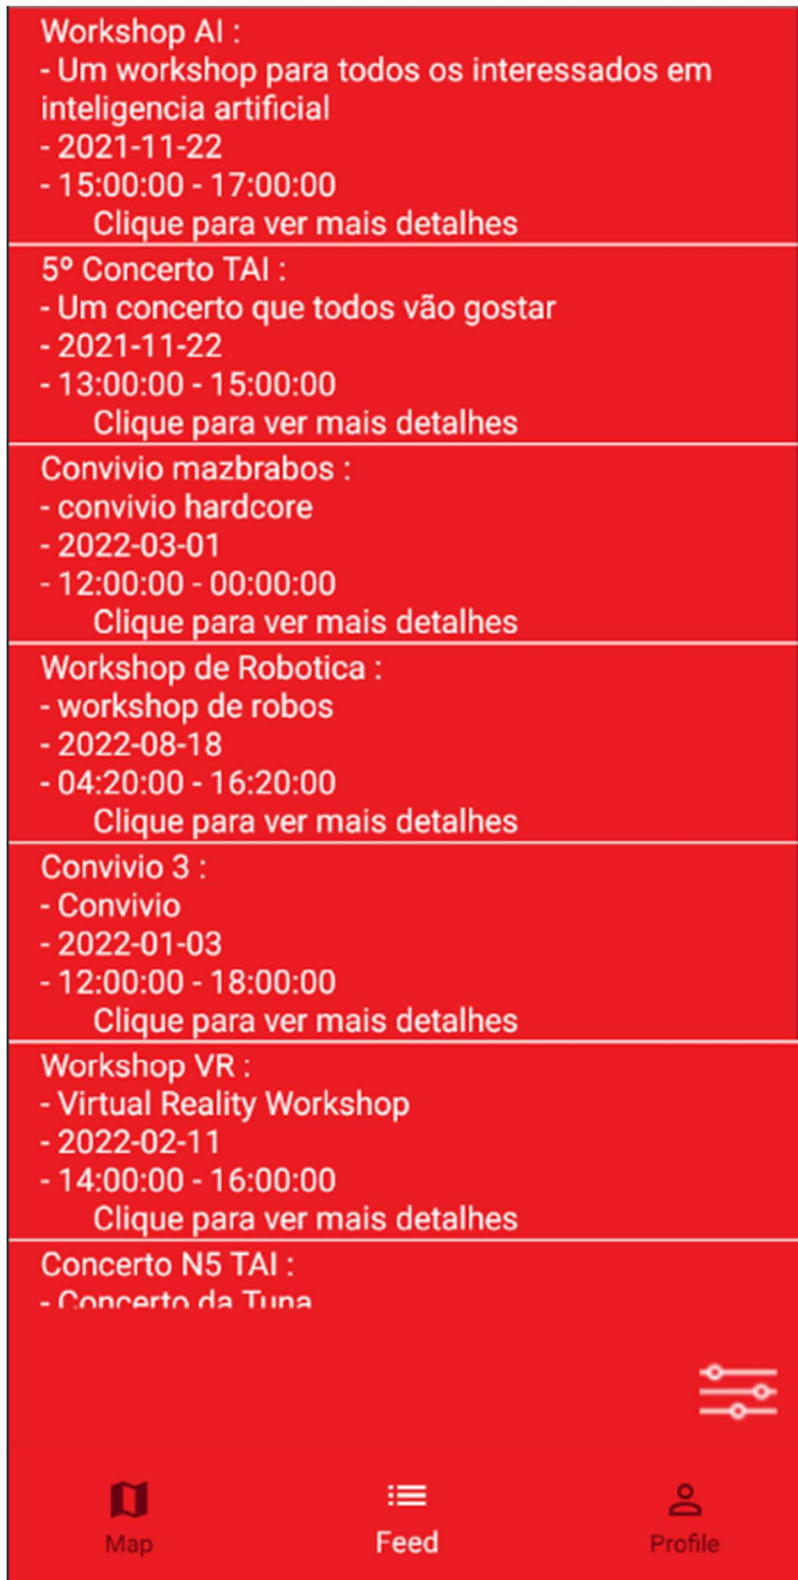 Workshop AI :
- Um workshop para todos os interessados em
inteligencia artificial
- 2021-11-22
- 15:00:00 - 17:00:00
Clique para ver mais detalhes
5º Concerto TAI :
- Um concerto que todos vão gostar
- 2021-11-22
- 13:00:00 - 15:00:00
Clique para ver mais detalhes
Convivio mazbrabos :
- convivio hardcore
- 2022-03-01
- 12:00:00 - 00:00:00
Clique para ver mais detalhes
Workshop de Robotica :
- workshop de robos
- 2022-08-18
- 04:20:00 - 16:20:00
Clique para ver mais detalhes
Convivio 3 :
- Convivio
- 2022-01-03
- 12:00:00 - 18:00:00
Clique para ver mais detalhes
Workshop VR :
- Virtual Reality Workshop
- 2022-02-11
- 14:00:00 - 16:00:00
Clique para ver mais detalhes
Concerto N5 TAI :
- Concerto da Tuna
Map
Feed
Profile